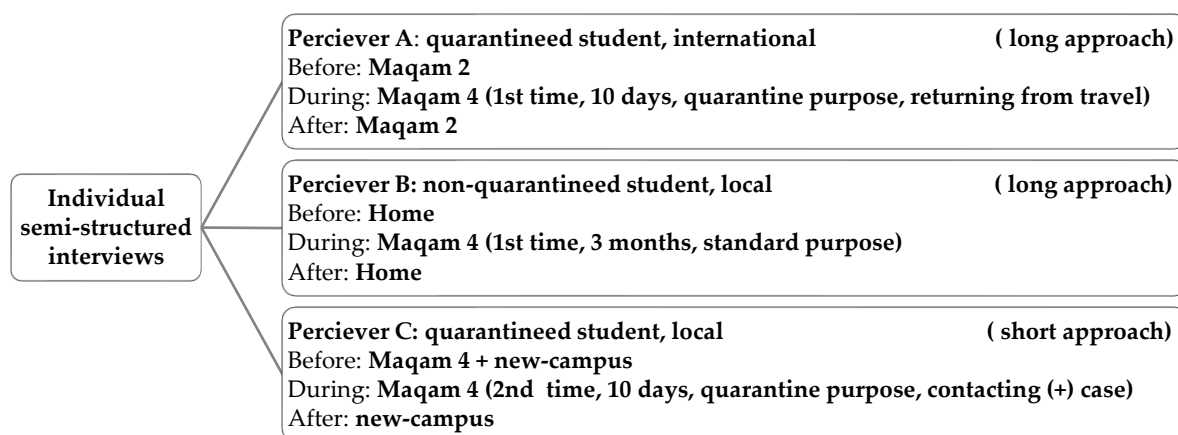 Individual
semi-structured
interviews
Perciever A: quarantineed student, international ( long approach)
Before: Maqam 2
During: Maqam 4 (1st time, 10 days, quarantine purpose, returning from travel)
After: Maqam 2
Perciever B: non-quarantineed student, local ( long approach)
Before: Home
During: Maqam 4 (1st time, 3 months, standard purpose)
After: Home
Perciever C: quarantineed student, local ( short approach)
Before: Maqam 4 + new-campus
During: Maqam 4 (2nd time, 10 days, quarantine purpose, contacting (+) case)
After: new-campus